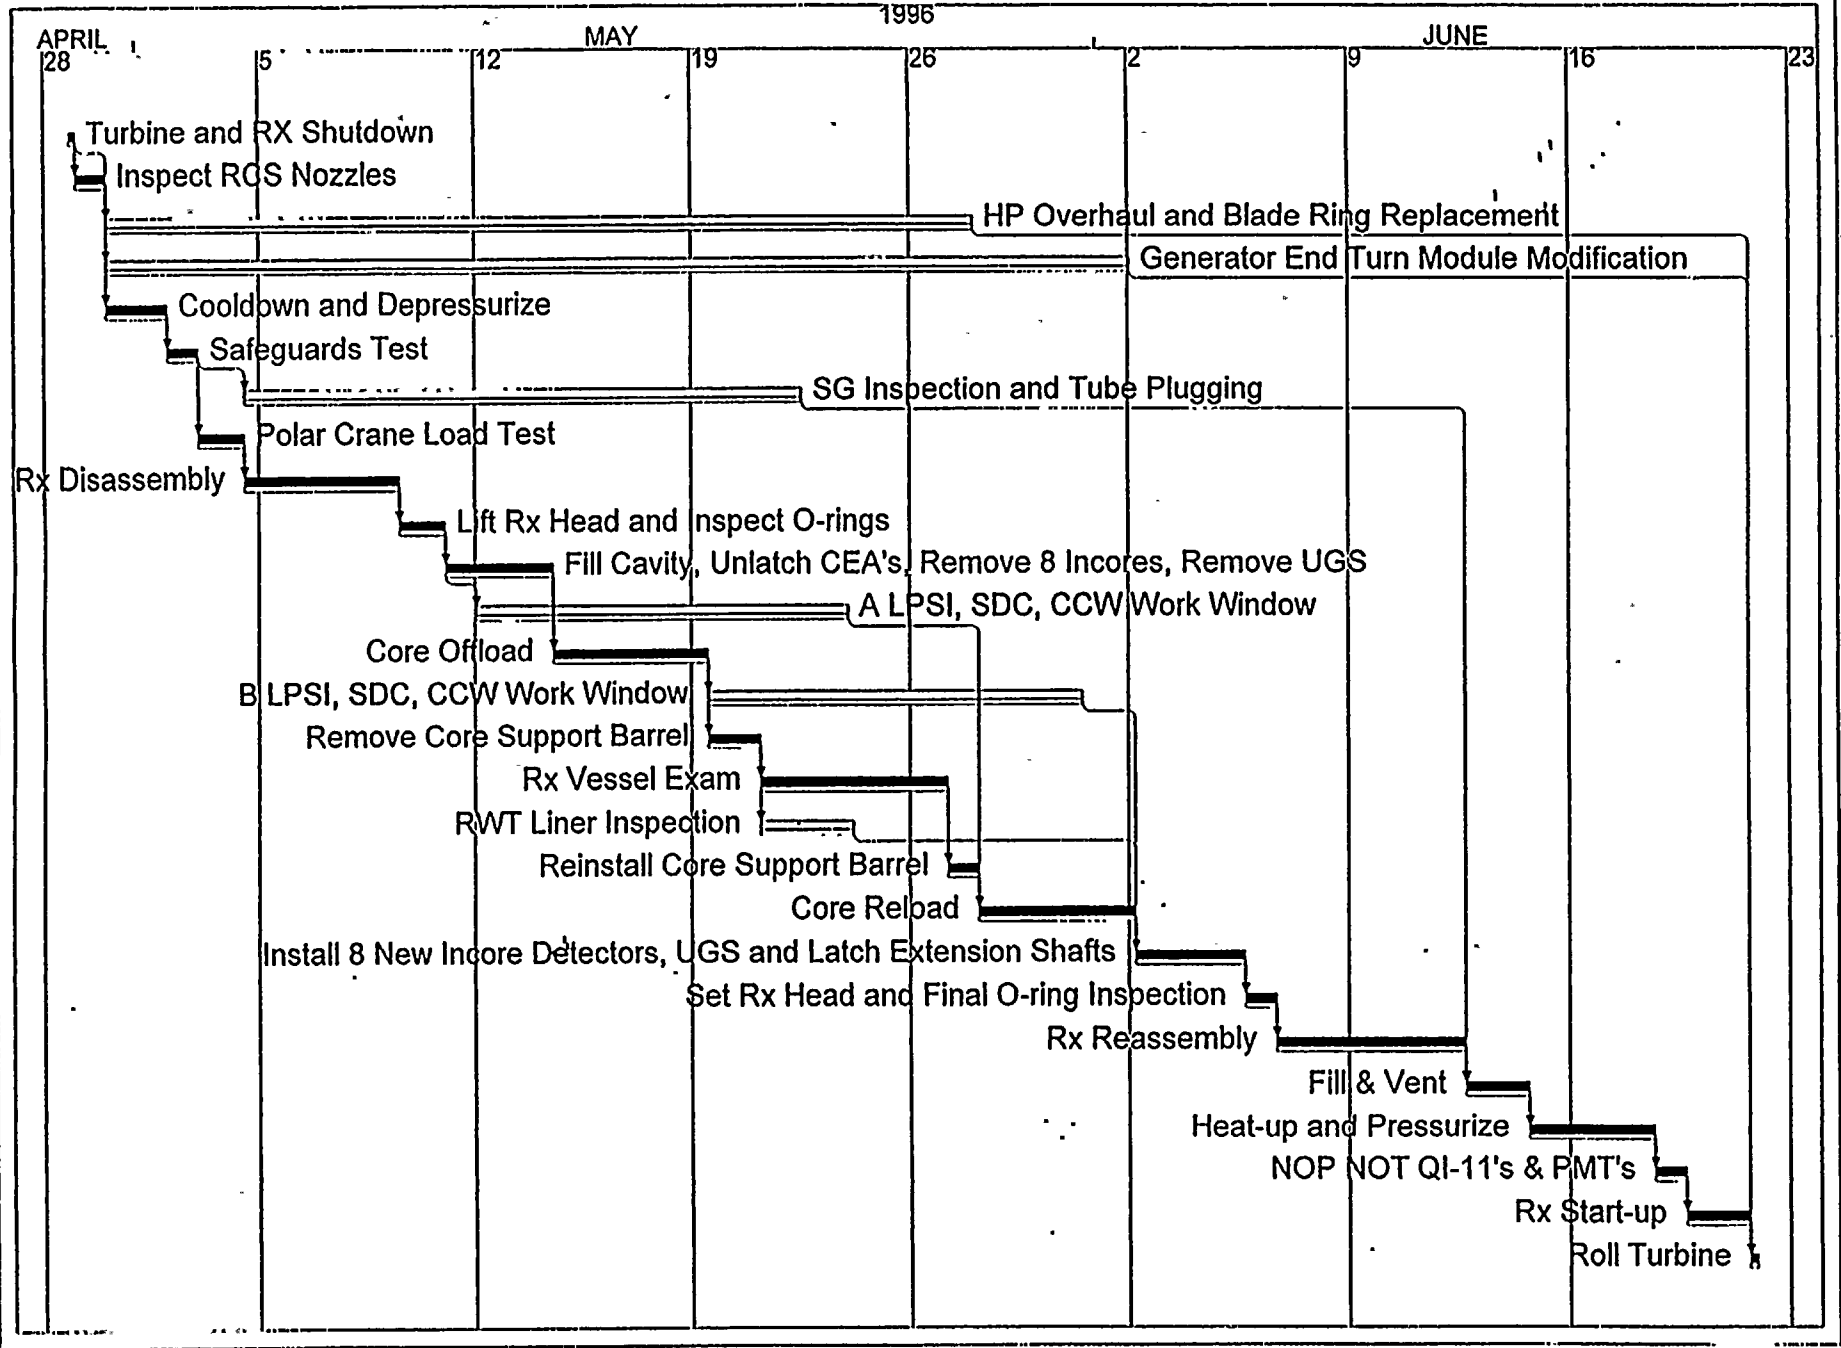 1996
APRIL MAY JUNE
28 5 12 19 26 2 9 16 23
Turbine and RX Shutdown
Inspect RCS Nozzles
HP Overhaul and Blade Ring Replacement
Generator End Turn Module Modification
Cooldown and Depressurize
Safeguards Test
SG Inspection and Tube Plugging
Polar Crane Load Test
Rx Disassembly
Lift Rx Head and Inspect O-rings
Fill Cavity, Unlatch CEA's, Remove 8 Incores, Remove UGS
A LPSI, SDC, CCW Work Window
Core Offload
B LPSI, SDC, CCW Work Window
Remove Core Support Barrel
Rx Vessel Exam
RWT Liner Inspection
Reinstall Core Support Barrel
Core Reload
Install 8 New Incore Detectors, UGS and Latch Extension Shafts
Set Rx Head and Final O-ring Inspection
Rx Reassembly
Fill & Vent
Heat-up and Pressurize
NOP NOT QI-11's & PMT's
Rx Start-up
Roll Turbine